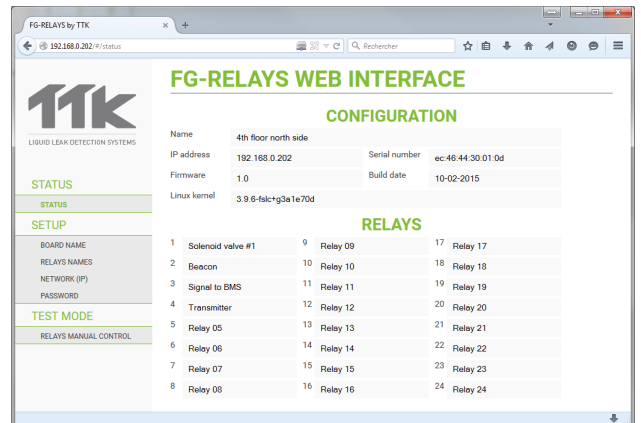 FG-RELAYS by TTK
192.168.0.202/#/status
Rechercher
TTK
LIQUID LEAK DETECTION SYSTEMS
STATUS
STATUS
SETUP
BOARD NAME
RELAYS NAMES
NETWORK (IP)
PASSWORD
TEST MODE
RELAYS MANUAL CONTROL
FG-RELAYS WEB INTERFACE
CONFIGURATION
Name 4th floor north side
IP address 192.168.0.202 Serial number ec:46:44:30:01:0d
Firmware 1.0 Build date 10-02-2015
Linux kernel 3.9.6-fslc+g3a1e70d
RELAYS
1 Solenoid valve #1 9 Relay 09 17 Relay 17
2 Beacon 10 Relay 10 18 Relay 18
3 Signal to BMS 11 Relay 11 19 Relay 19
4 Transmitter 12 Relay 12 20 Relay 20
5 Relay 05 13 Relay 13 21 Relay 21
6 Relay 06 14 Relay 14 22 Relay 22
7 Relay 07 15 Relay 15 23 Relay 23
8 Relay 08 16 Relay 16 24 Relay 24